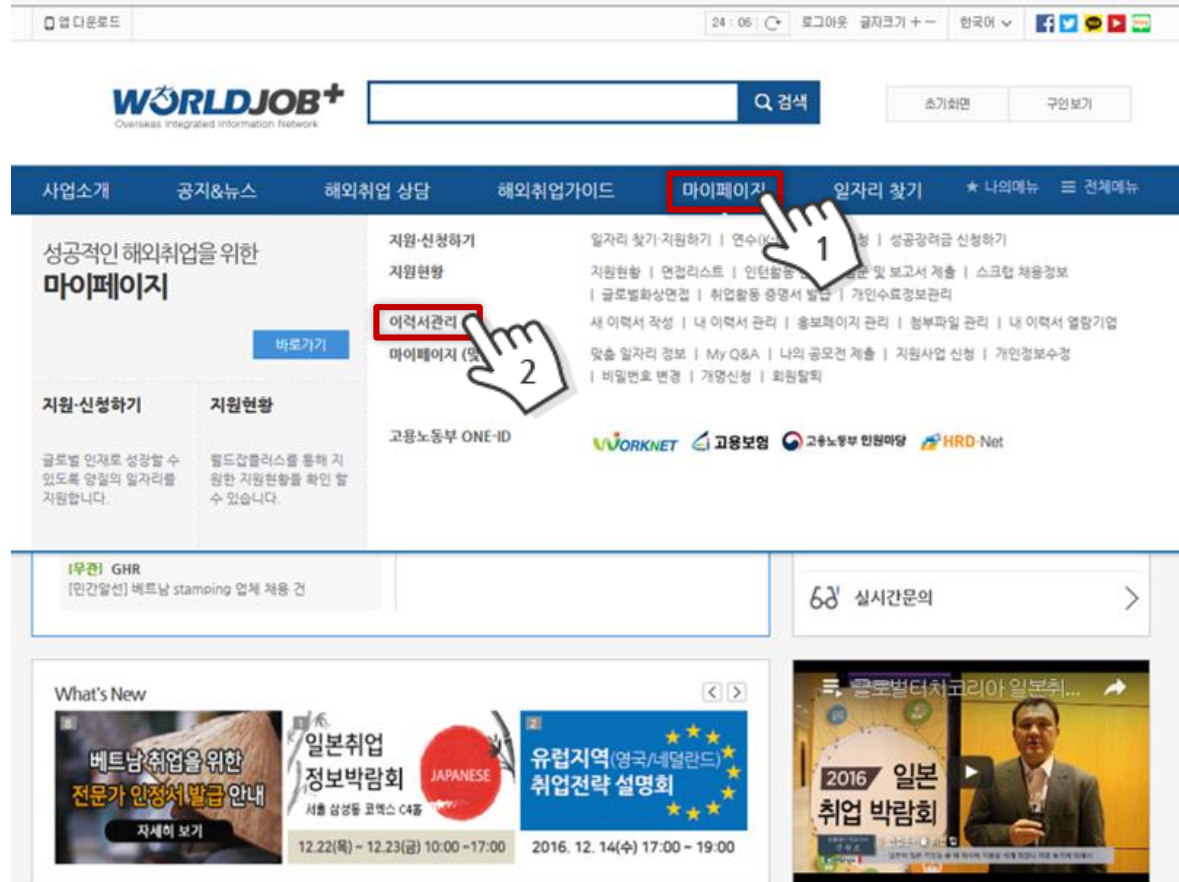 앱 다운로드
24 : 06 로그아웃 글자크기 + − 한국어
WORLDJOB+
Overseas Integrated Information Network
검색
초기화면 구인보기
사업소개 공지&뉴스 해외취업 상담 해외취업가이드 마이페이지 일자리 찾기 ★ 나의메뉴 ☰ 전체메뉴
1
성공적인 해외취업을 위한
마이페이지
바로가기
지원·신청하기
글로벌 인재로 성장할 수
있도록 양질의 일자리를
지원합니다.
지원현황
월드잡플러스를 통해 지
원한 지원현황을 확인 할
수 있습니다.
지원·신청하기 일자리 찾기·지원하기 | 연수 | 성공장려금 신청하기
지원현황 지원현황 | 면접리스트 | 인턴활동 및 보고서 제출 | 스크랩 채용정보
| 글로벌화상면접 | 취업활동 증명서 발급 | 개인수료정보관리
이력서관리 새 이력서 작성 | 내 이력서 관리 | 홍보페이지 관리 | 첨부파일 관리 | 내 이력서 열람기업
2
마이페이지 맞춤 일자리 정보 | My Q&A | 나의 공모전 제출 | 지원사업 신청 | 개인정보수정
| 비밀번호 변경 | 개명신청 | 회원탈퇴
고용노동부 ONE-ID WORKNET 고용보험 고용노동부 민원마당 HRD-Net
[무관] GHR
[민간알선] 베트남 stamping 업체 채용 건
실시간문의
What's New
베트남 취업을 위한
전문가 인정서 발급 안내
자세히 보기
1
일본취업
정보박람회
JAPANESE
서울 삼성동 코엑스 C4홀
12.22(목) ~ 12.23(금) 10:00 ~17:00
2
유럽지역(영국/네덜란드)
취업전략 설명회
2016. 12. 14(수) 17:00 ~ 19:00
글로벌터치코리아 일본취...
2016 일본
취업 박람회